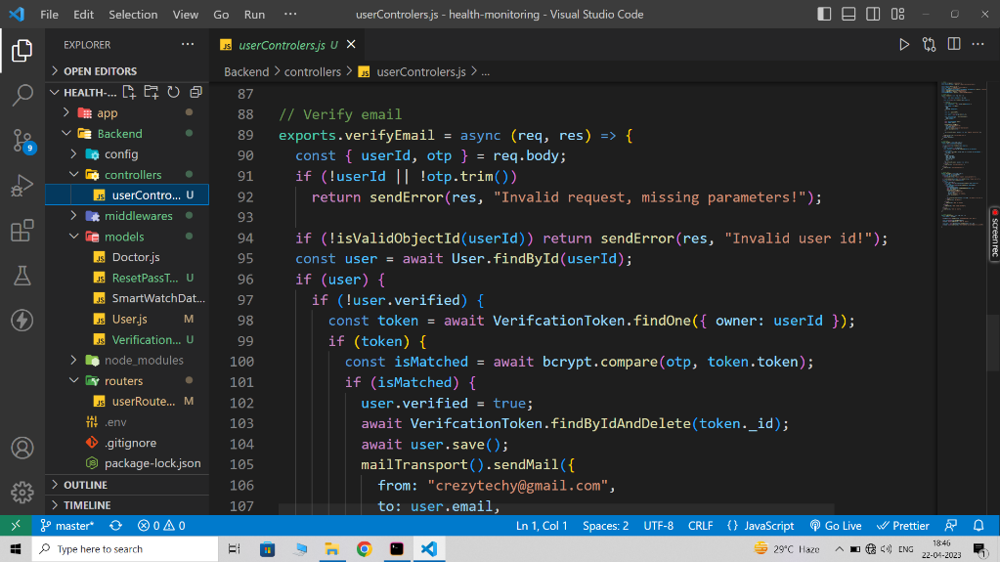 File Edit Selection View Go Run ··· userControlers.js - health-monitoring - Visual Studio Code
EXPLORER ···
OPEN EDITORS
HEALTH-...
app
Backend
config
controllers
userContro... U
middlewares
models
Doctor.js
ResetPassT... U
SmartWatchDat...
User.js M
Verification... U
node_modules
routers
userRoute... M
.env
.gitignore
package-lock.json
OUTLINE
TIMELINE
9
JS userControlers.js U ×
Backend > controllers > JS userControlers.js > ...
87
88 // Verify email
89 exports.verifyEmail = async (req, res) => {
90 const { userId, otp } = req.body;
91 if (!userId || !otp.trim())
92 return sendError(res, "Invalid request, missing parameters!");
93
94 if (!isValidObjectId(userId)) return sendError(res, "Invalid user id!");
95 const user = await User.findById(userId);
96 if (user) {
97 if (!user.verified) {
98 const token = await VerifcationToken.findOne({ owner: userId });
99 if (token) {
100 const isMatched = await bcrypt.compare(otp, token.token);
101 if (isMatched) {
102 user.verified = true;
103 await VerifcationToken.findByIdAndDelete(token._id);
104 await user.save();
105 mailTransport().sendMail({
106 from: "crezytechy@gmail.com",
107 to: user.email,
screenrec
master* 0 0 Ln 1, Col 1 Spaces: 2 UTF-8 CRLF {} JavaScript Go Live Prettier
Type here to search 29°C Haze ENG 18:46
22-04-2023 1